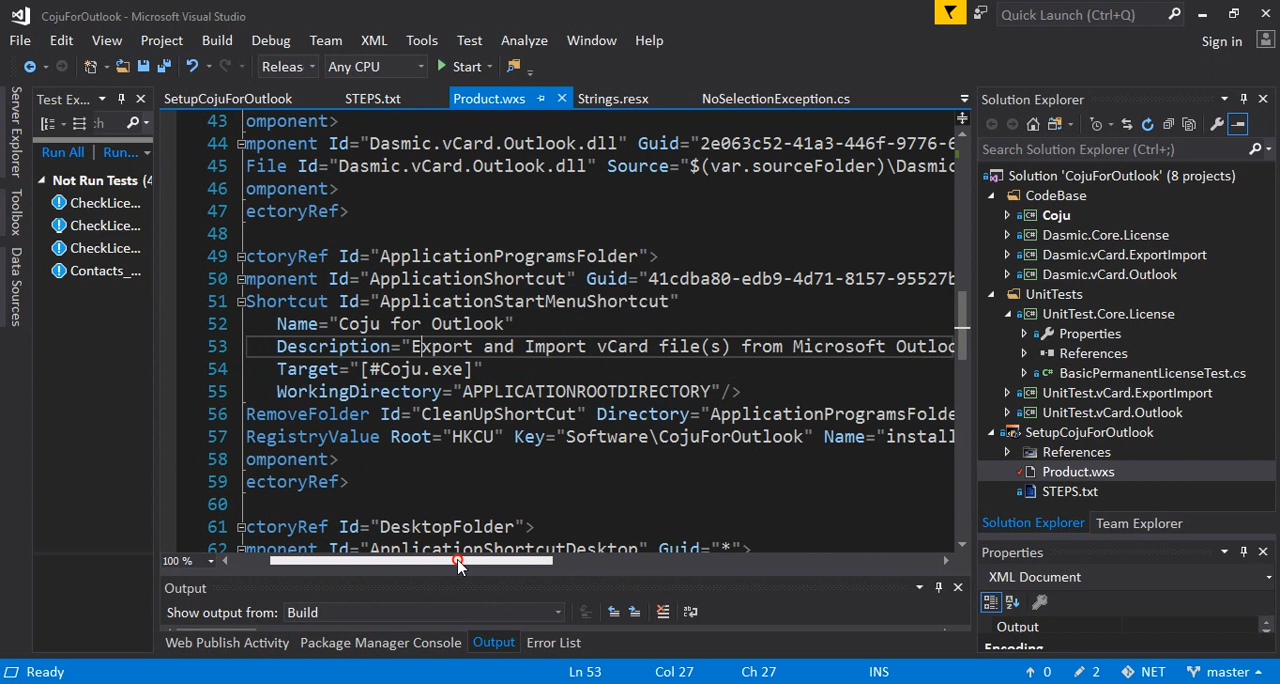 CojuForOutlook - Microsoft Visual Studio
Quick Launch (Ctrl+Q)
File Edit View Project Build Debug Team XML Tools Test Analyze Window Help
Sign in
Releas Any CPU Start
Server Explorer
Toolbox
Data Sources
Test Ex...
Run All | Run...
Not Run Tests (4
CheckLice...
CheckLice...
CheckLice...
Contacts_...
SetupCojuForOutlook STEPS.txt Product.wxs Strings.resx NoSelectionException.cs
43 omponent>
44 mponent Id="Dasmic.vCard.Outlook.dll" Guid="2e063c52-41a3-446f-9776-6
45 File Id="Dasmic.vCard.Outlook.dll" Source="$(var.sourceFolder)\Dasmic
46 omponent>
47 ectoryRef>
48
49 ctoryRef Id="ApplicationProgramsFolder">
50 mponent Id="ApplicationShortcut" Guid="41cdba80-edb9-4d71-8157-95527b
51 Shortcut Id="ApplicationStartMenuShortcut"
52 Name="Coju for Outlook"
53 Description="Export and Import vCard file(s) from Microsoft Outloo
54 Target="[#Coju.exe]"
55 WorkingDirectory="APPLICATIONROOTDIRECTORY"/>
56 RemoveFolder Id="CleanUpShortCut" Directory="ApplicationProgramsFolde
57 RegistryValue Root="HKCU" Key="Software\CojuForOutlook" Name="install
58 omponent>
59 ectoryRef>
60
61 ctoryRef Id="DesktopFolder">
62 mponent Id="ApplicationShortcutDesktop" Guid="*">
100 %
Output
Show output from: Build
Web Publish Activity Package Manager Console Output Error List
Solution Explorer
Search Solution Explorer (Ctrl+;)
Solution 'CojuForOutlook' (8 projects)
CodeBase
Coju
Dasmic.Core.License
Dasmic.vCard.ExportImport
Dasmic.vCard.Outlook
UnitTests
UnitTest.Core.License
Properties
References
BasicPermanentLicenseTest.cs
UnitTest.vCard.ExportImport
UnitTest.vCard.Outlook
SetupCojuForOutlook
References
Product.wxs
STEPS.txt
Solution Explorer Team Explorer
Properties
XML Document
Output
Encoding
Ready Ln 53 Col 27 Ch 27 INS 0 2 NET master